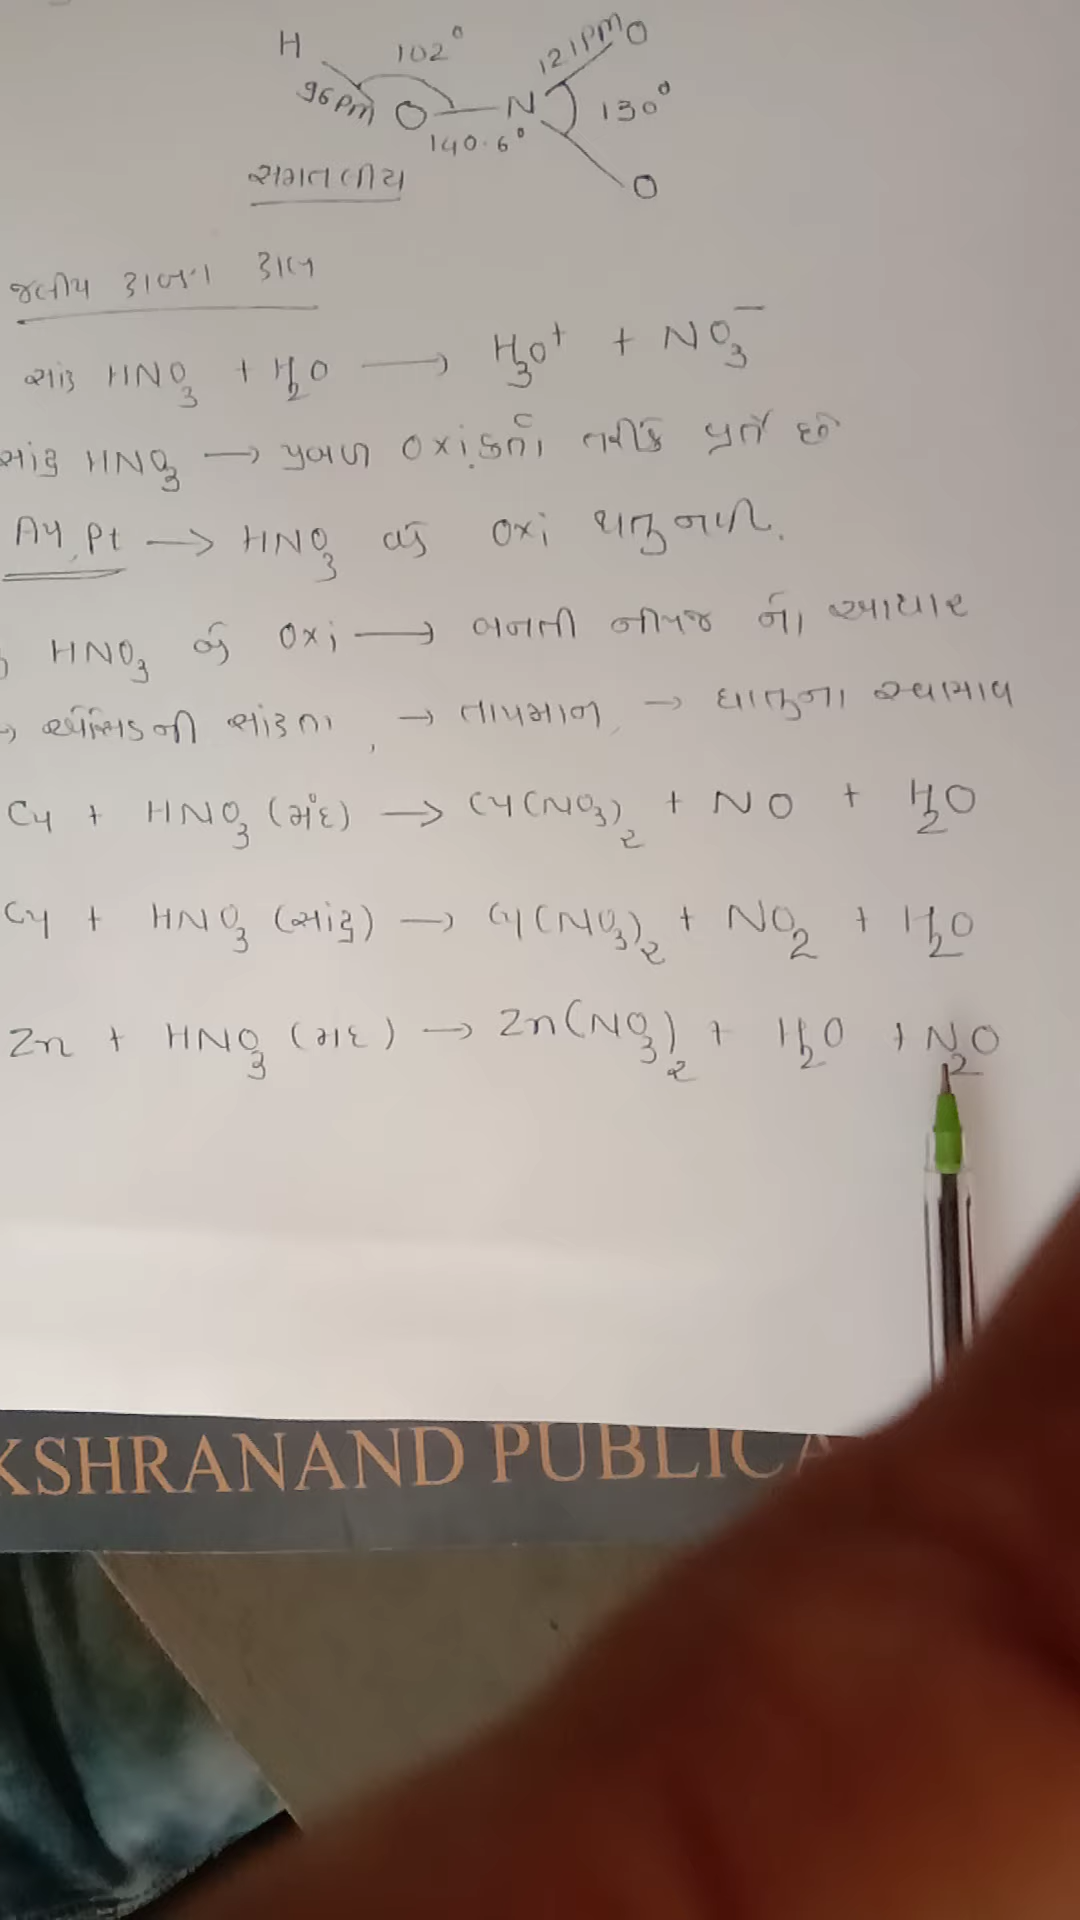 H 102° 121PM O
96PM O — N 130°
140.6° O
સમતલીય
જલીય દ્રાવણ
સાંદ્ર HNO3 + H2O → H3O+ + NO3−
સાંદ્ર HNO3 → પ્રબળ oxi.કર્તા તરીકે વર્તે છે
Au, Pt → HNO3 વડે oxi થતુ નથી.
HNO3 વડે oxi → બનતી નીપજ નો આધાર
→ એસિડની સાંદ્રતા, → તાપમાન, → ધાતુના સ્વભાવ
Cu + HNO3 (મંદ) → Cu(NO3)2 + NO + H2O
Cu + HNO3 (સાંદ્ર) → Cu(NO3)2 + NO2 + H2O
Zn + HNO3 (મંદ) → Zn(NO3)2 + H2O + N2O
KSHRANAND PUBLICA